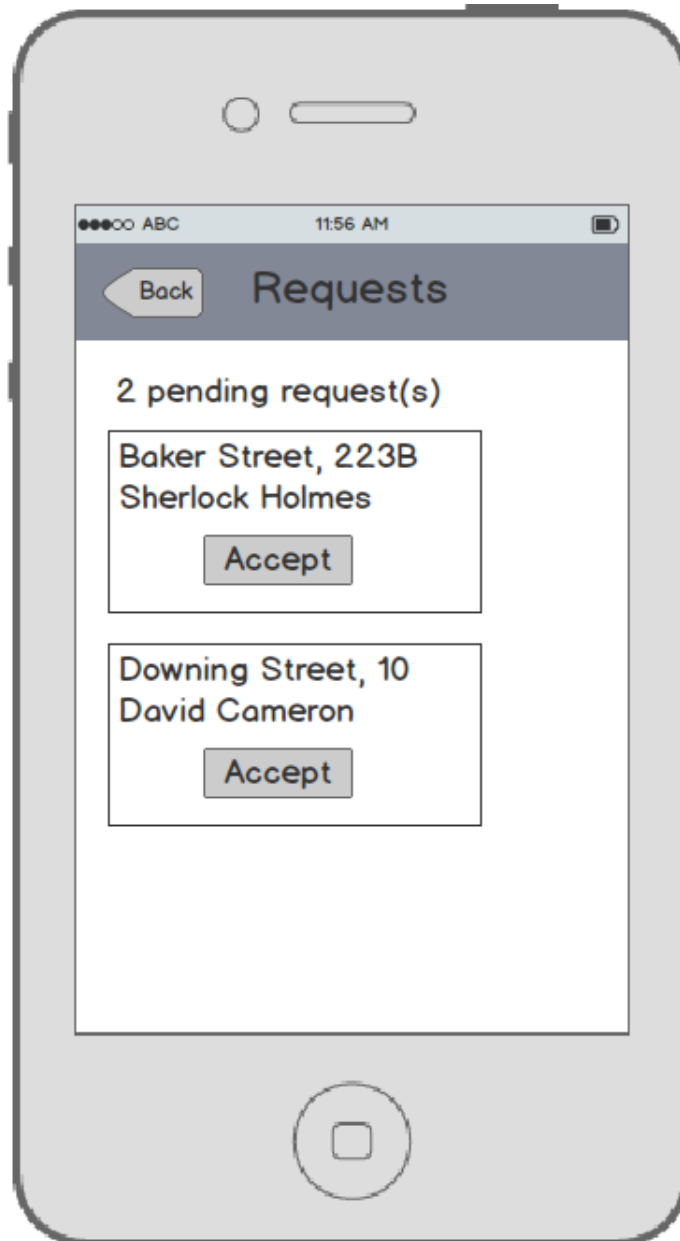 ABC 11:56 AM
Back Requests
2 pending request(s)
Baker Street, 223B
Sherlock Holmes
Accept
Downing Street, 10
David Cameron
Accept